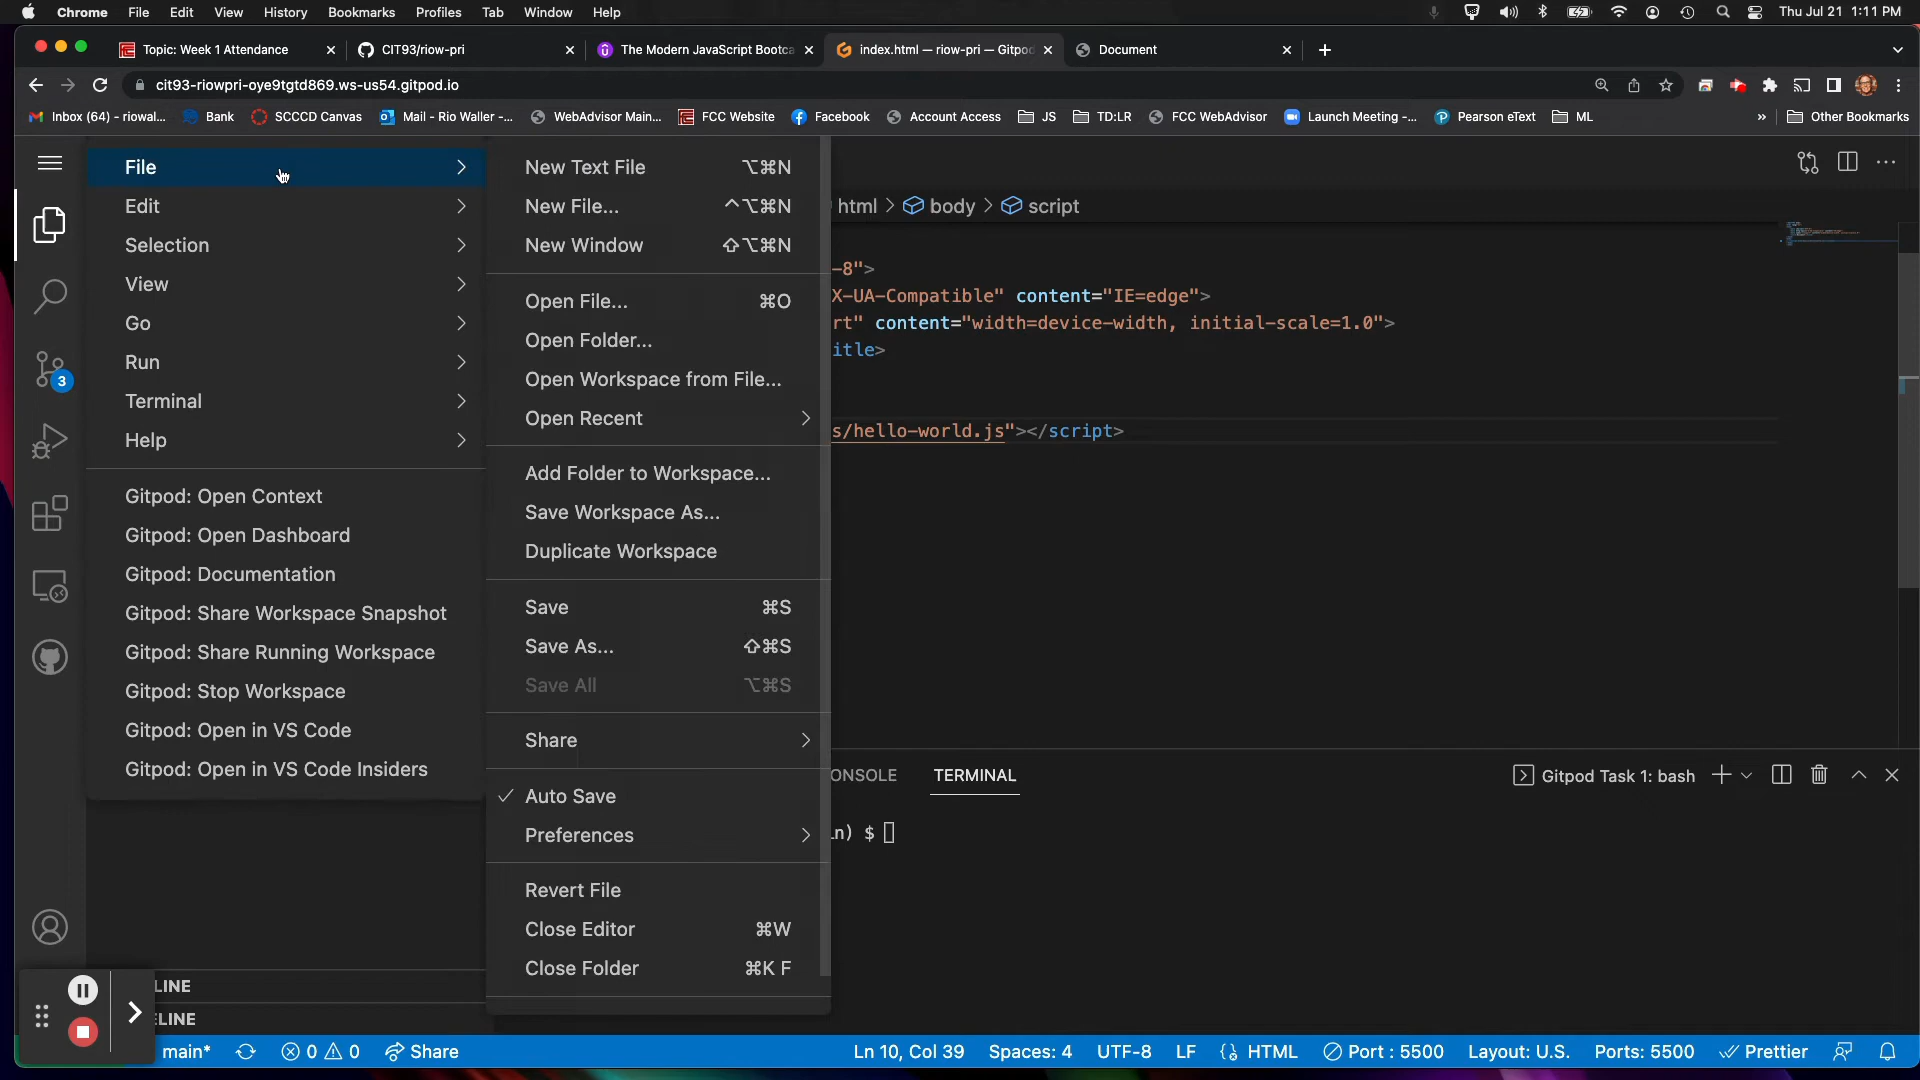 Chrome File Edit View History Bookmarks Profiles Tab Window Help Thu Jul 21 1:11 PM
Topic: Week 1 Attendance CIT93/riow-pri The Modern JavaScript Bootca index.html — riow-pri — Gitpod Document
cit93-riowpri-oye9tgtd869.ws-us54.gitpod.io
Inbox (64) - riowal... Bank SCCCD Canvas Mail - Rio Waller -... WebAdvisor Main... FCC Website Facebook Account Access JS TD:LR FCC WebAdvisor Launch Meeting -... Pearson eText ML » Other Bookmarks
File
Edit
Selection
View
Go
Run
Terminal
Help
Gitpod: Open Context
Gitpod: Open Dashboard
Gitpod: Documentation
Gitpod: Share Workspace Snapshot
Gitpod: Share Running Workspace
Gitpod: Stop Workspace
Gitpod: Open in VS Code
Gitpod: Open in VS Code Insiders
New Text File ⌥⌘N
New File... ^⌥⌘N
New Window ⇧⌥⌘N
Open File... ⌘O
Open Folder...
Open Workspace from File...
Open Recent
Add Folder to Workspace...
Save Workspace As...
Duplicate Workspace
Save ⌘S
Save As... ⇧⌘S
Save All ⌥⌘S
Share
✓ Auto Save
Preferences
Revert File
Close Editor ⌘W
Close Folder ⌘K F
html > body > script
-8">
X-UA-Compatible" content="IE=edge">
rt" content="width=device-width, initial-scale=1.0">
itle>
s/hello-world.js"></script>
3
ONSOLE TERMINAL Gitpod Task 1: bash
n) $
LINE
ELINE
main* 0 0 Share Ln 10, Col 39 Spaces: 4 UTF-8 LF HTML Port : 5500 Layout: U.S. Ports: 5500 Prettier